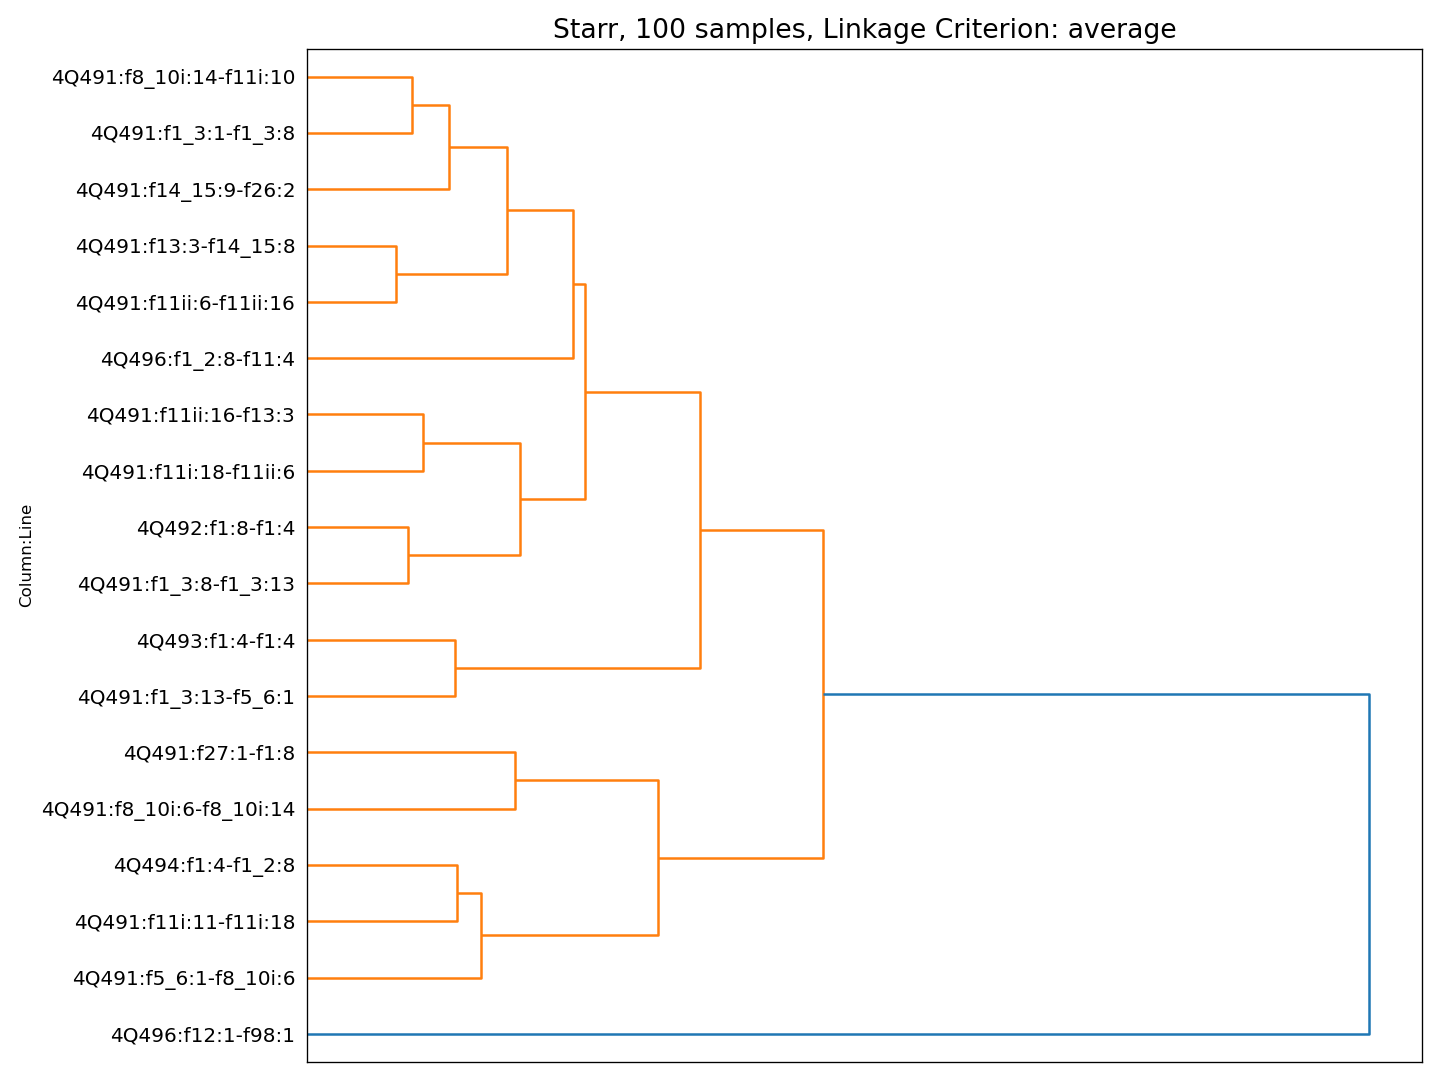 Starr, 100 samples, Linkage Criterion: average
4Q491:f8_10i:14-f11i:10
4Q491:f1_3:1-f1_3:8
4Q491:f14_15:9-f26:2
4Q491:f13:3-f14_15:8
4Q491:f11ii:6-f11ii:16
4Q496:f1_2:8-f11:4
4Q491:f11ii:16-f13:3
4Q491:f11i:18-f11ii:6
4Q492:f1:8-f1:4
4Q491:f1_3:8-f1_3:13
4Q493:f1:4-f1:4
4Q491:f1_3:13-f5_6:1
4Q491:f27:1-f1:8
4Q491:f8_10i:6-f8_10i:14
4Q494:f1:4-f1_2:8
4Q491:f11i:11-f11i:18
4Q491:f5_6:1-f8_10i:6
4Q496:f12:1-f98:1
Column:Line